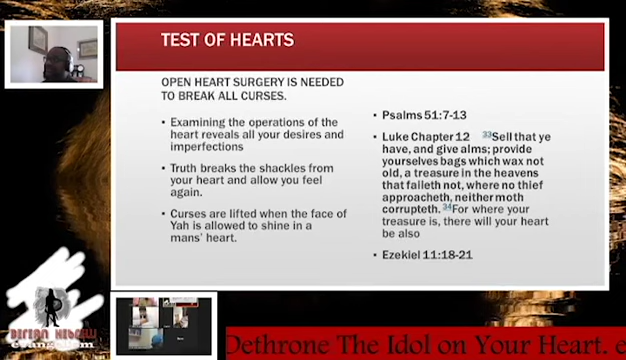 TEST OF HEARTS
OPEN HEART SURGERY IS NEEDED
TO BREAK ALL CURSES.
• Examining the operations of the
heart reveals all your desires and
imperfections
• Truth breaks the shackles from
your heart and allow you feel
again.
• Curses are lifted when the face of
Yah is allowed to shine in a
mans' heart.
• Psalms 51:7-13
• Luke Chapter 12 33Sell that ye
have, and give alms; provide
yourselves bags which wax not
old, a treasure in the heavens
that faileth not, where no thief
approacheth, neither moth
corrupteth. 34For where your
treasure is, there will your heart
be also
• Ezekiel 11:18-21
Dethrone The Idol on Your Heart. e